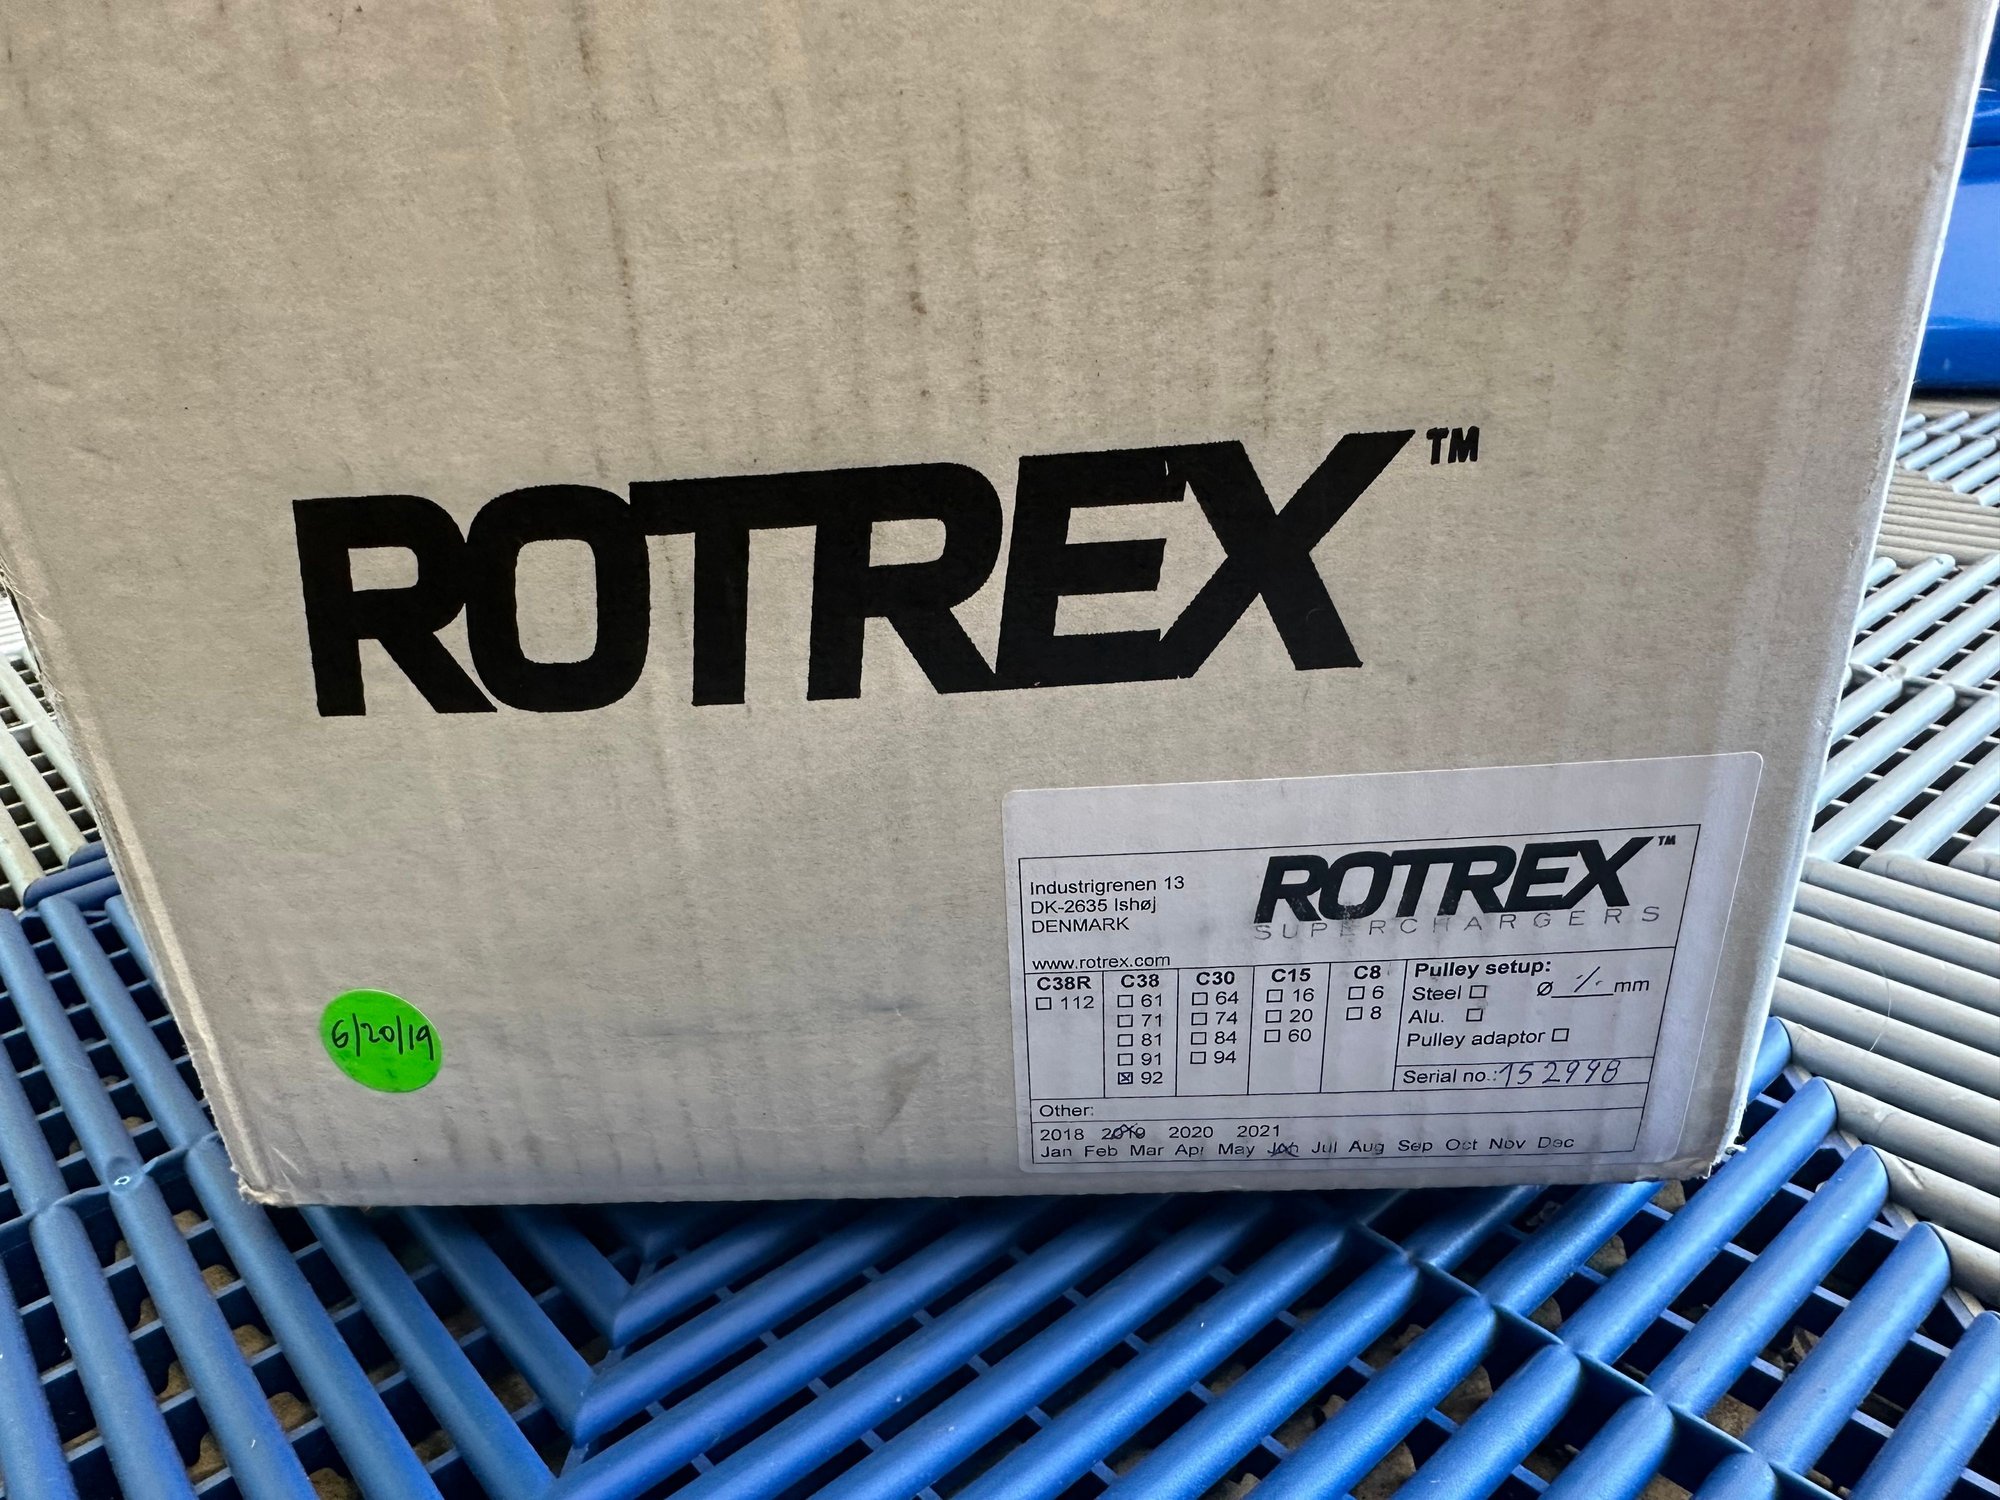 ROTREX™
6/20/19
Industrigrenen 13
DK-2635 Ishøj
DENMARK
www.rotrex.com
ROTREX™
SUPERCHARGERS
C38R
☐ 112
C38
☐ 61
☐ 71
☐ 81
☐ 91
☒ 92
C30
☐ 64
☐ 74
☐ 84
☐ 94
C15
☐ 16
☐ 20
☐ 60
C8
☐ 6
☐ 8
Pulley setup:
Steel ☐ Ø -/- mm
Alu. ☐
Pulley adaptor ☐
Serial no.: 152998
Other:
2018 2019 2020 2021
Jan Feb Mar Apr May Jun Jul Aug Sep Oct Nov Dec